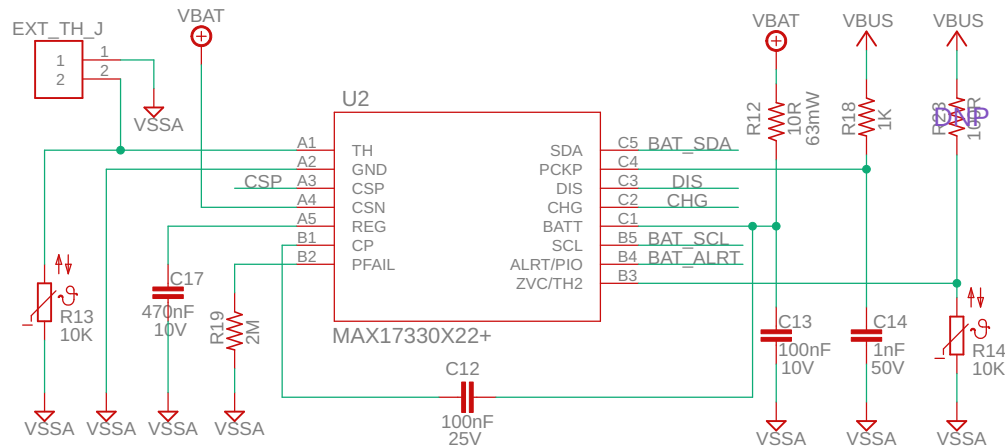 EXT_TH_J
1
2
1
2
VSSA
VBAT
U2
A1 TH
A2 GND
CSP A3 CSP
A4 CSN
A5 REG
B1 CP
B2 PFAIL
SDA C5 BAT_SDA
PCKP C4
DIS C3 DIS
CHG C2 CHG
BATT C1
SCL B5 BAT_SCL
ALRT/PIO B4 BAT_ALRT
ZVC/TH2 B3
MAX17330X22+
VBAT
R12
10R
63mW
VBUS
R18
1K
VBUS
DNP
R13
10K
C17
470nF
10V
R19
2M
C12
100nF
25V
C13
100nF
10V
C14
1nF
50V
R14
10K
VSSA
VSSA
VSSA
VSSA
VSSA
VSSA
VSSA